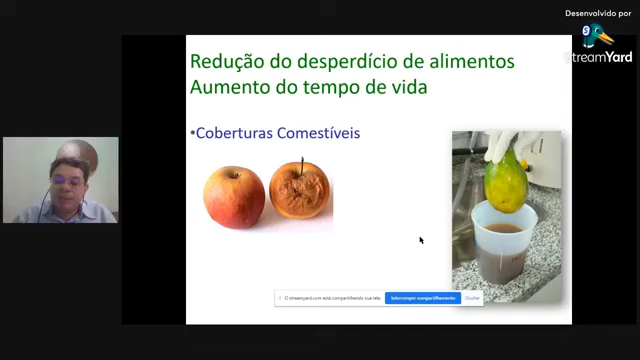 Desenvolvido por
StreamYard
Redução do desperdício de alimentos
Aumento do tempo de vida
•Coberturas Comestíveis
O streamyard.com está compartilhando sua tela
Interromper compartilhamento
Ocultar